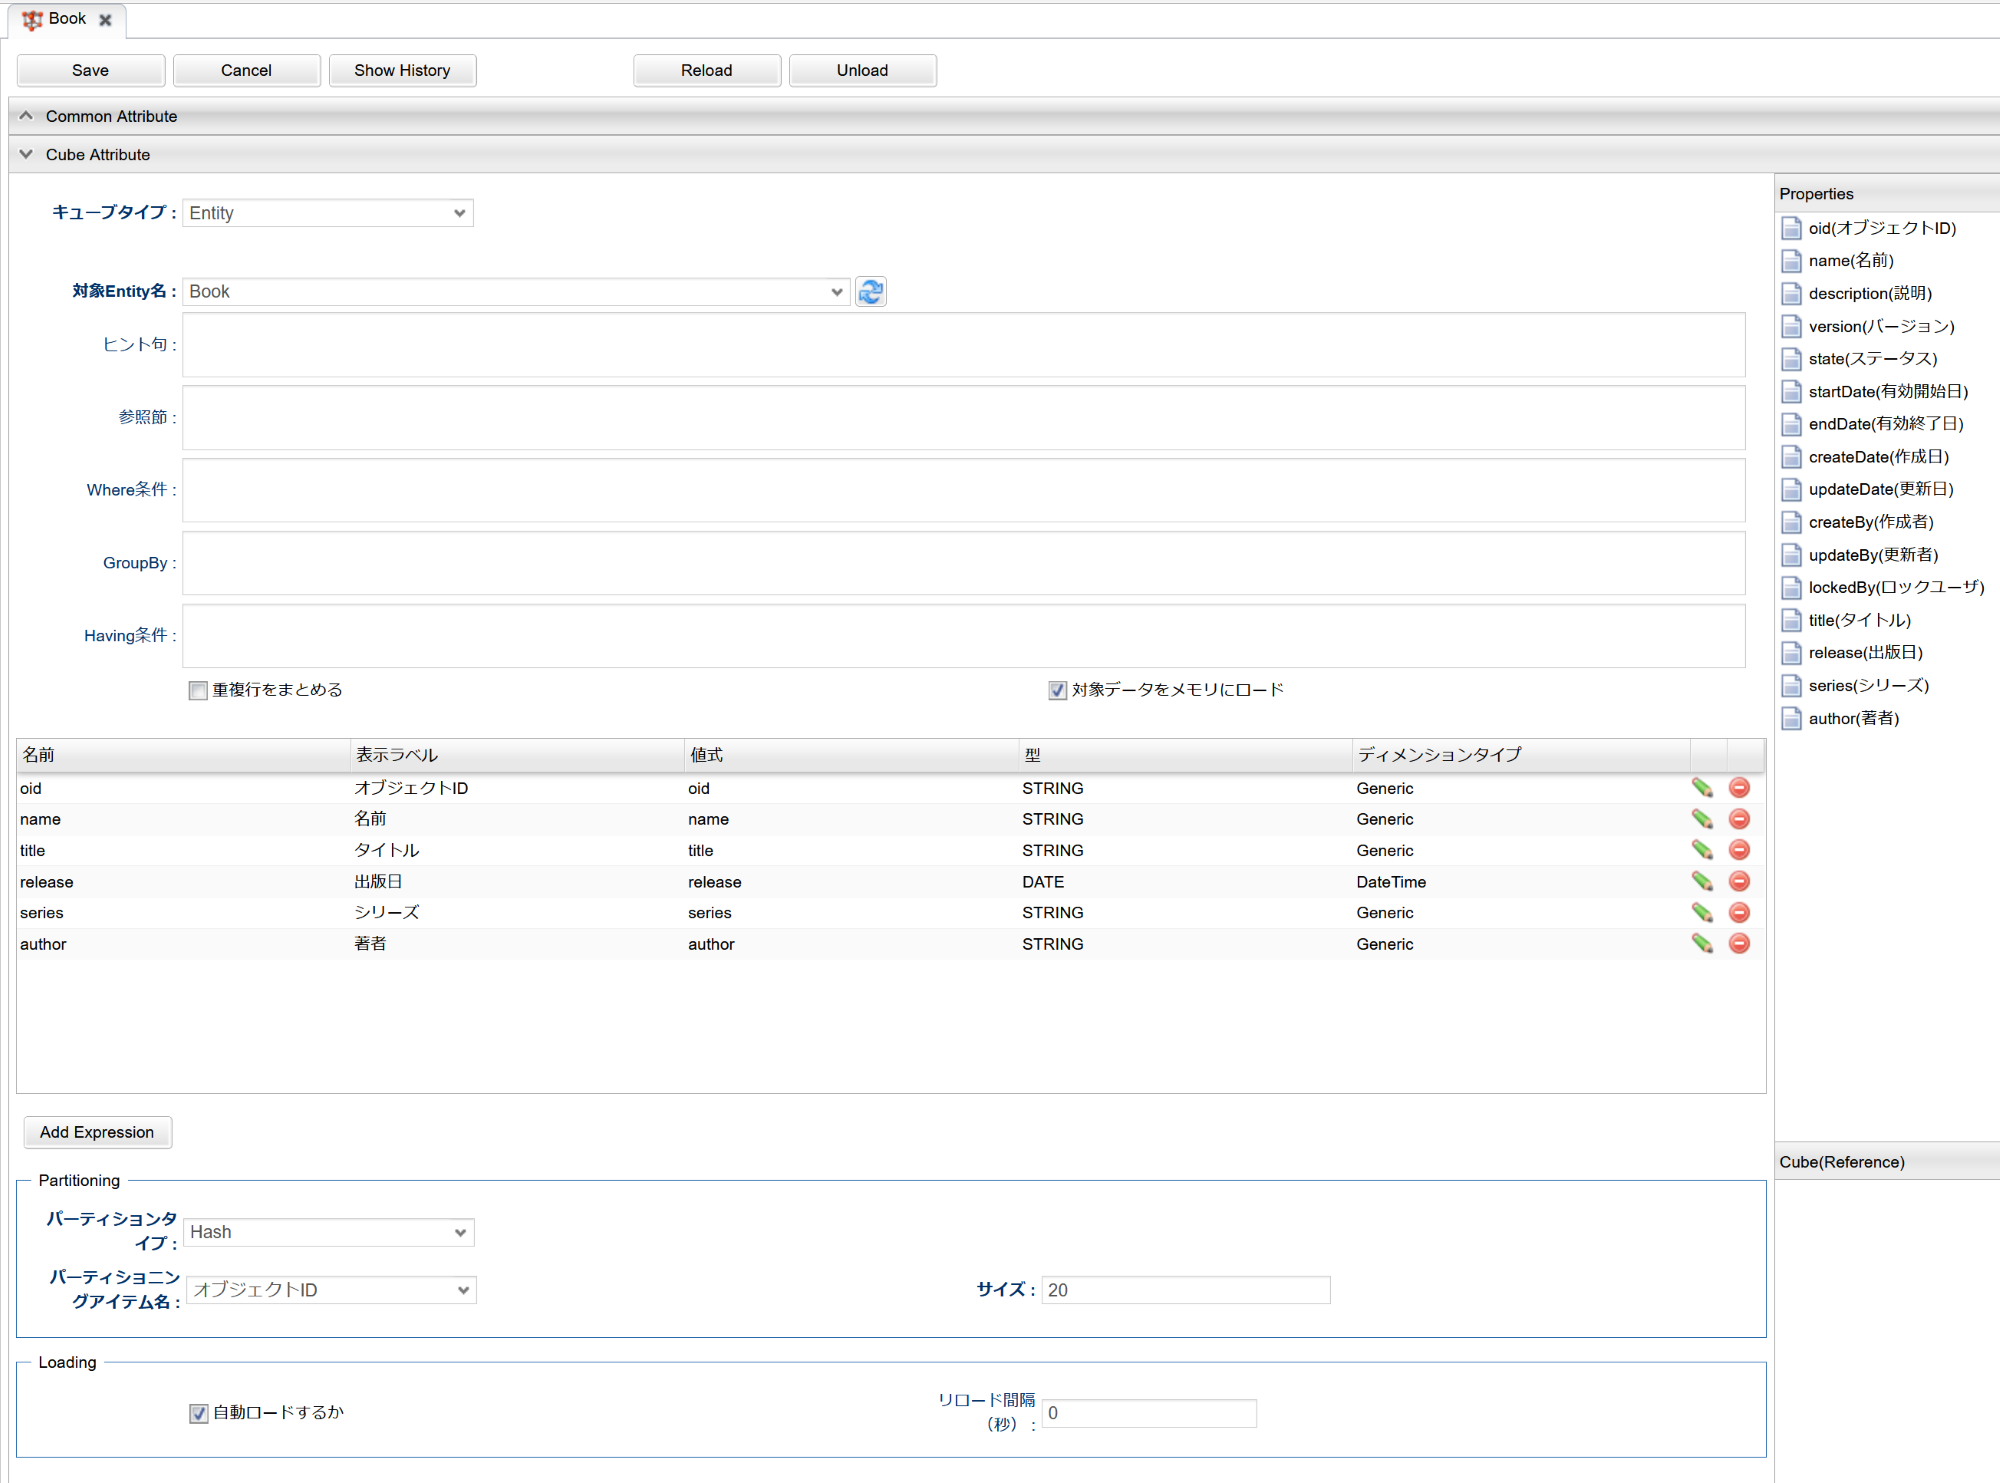 Book
Save Cancel Show History Reload Unload
Common Attribute
Cube Attribute
キューブタイプ : Entity
対象Entity名 : Book
ヒント句 :
参照節 :
Where条件 :
GroupBy :
Having条件 :
重複行をまとめる 対象データをメモリにロード
名前 表示ラベル 値式 型 ディメンションタイプ
oid オブジェクトID oid STRING Generic
name 名前 name STRING Generic
title タイトル title STRING Generic
release 出版日 release DATE DateTime
series シリーズ series STRING Generic
author 著者 author STRING Generic
Add Expression
Partitioning
パーティションタ
イプ : Hash
パーティショニン
グアイテム名 : オブジェクトID
サイズ : 20
Loading
自動ロードするか
リロード間隔
（秒） : 0
Properties
oid(オブジェクトID)
name(名前)
description(説明)
version(バージョン)
state(ステータス)
startDate(有効開始日)
endDate(有効終了日)
createDate(作成日)
updateDate(更新日)
createBy(作成者)
updateBy(更新者)
lockedBy(ロックユーザ)
title(タイトル)
release(出版日)
series(シリーズ)
author(著者)
Cube(Reference)